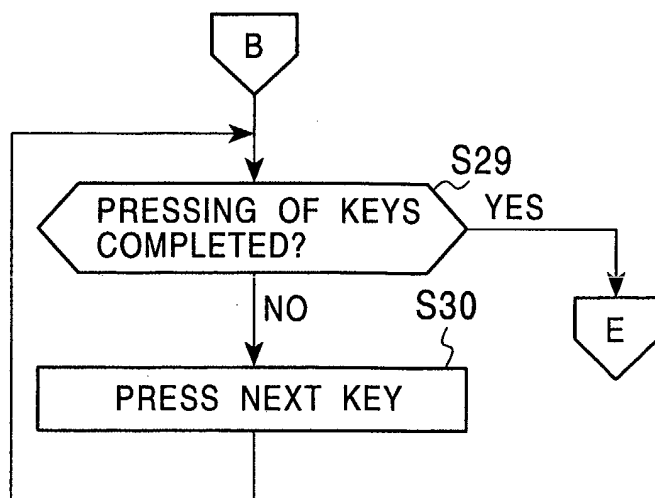 B
S29
PRESSING OF KEYS
COMPLETED?
YES
NO
E
S30
PRESS NEXT KEY